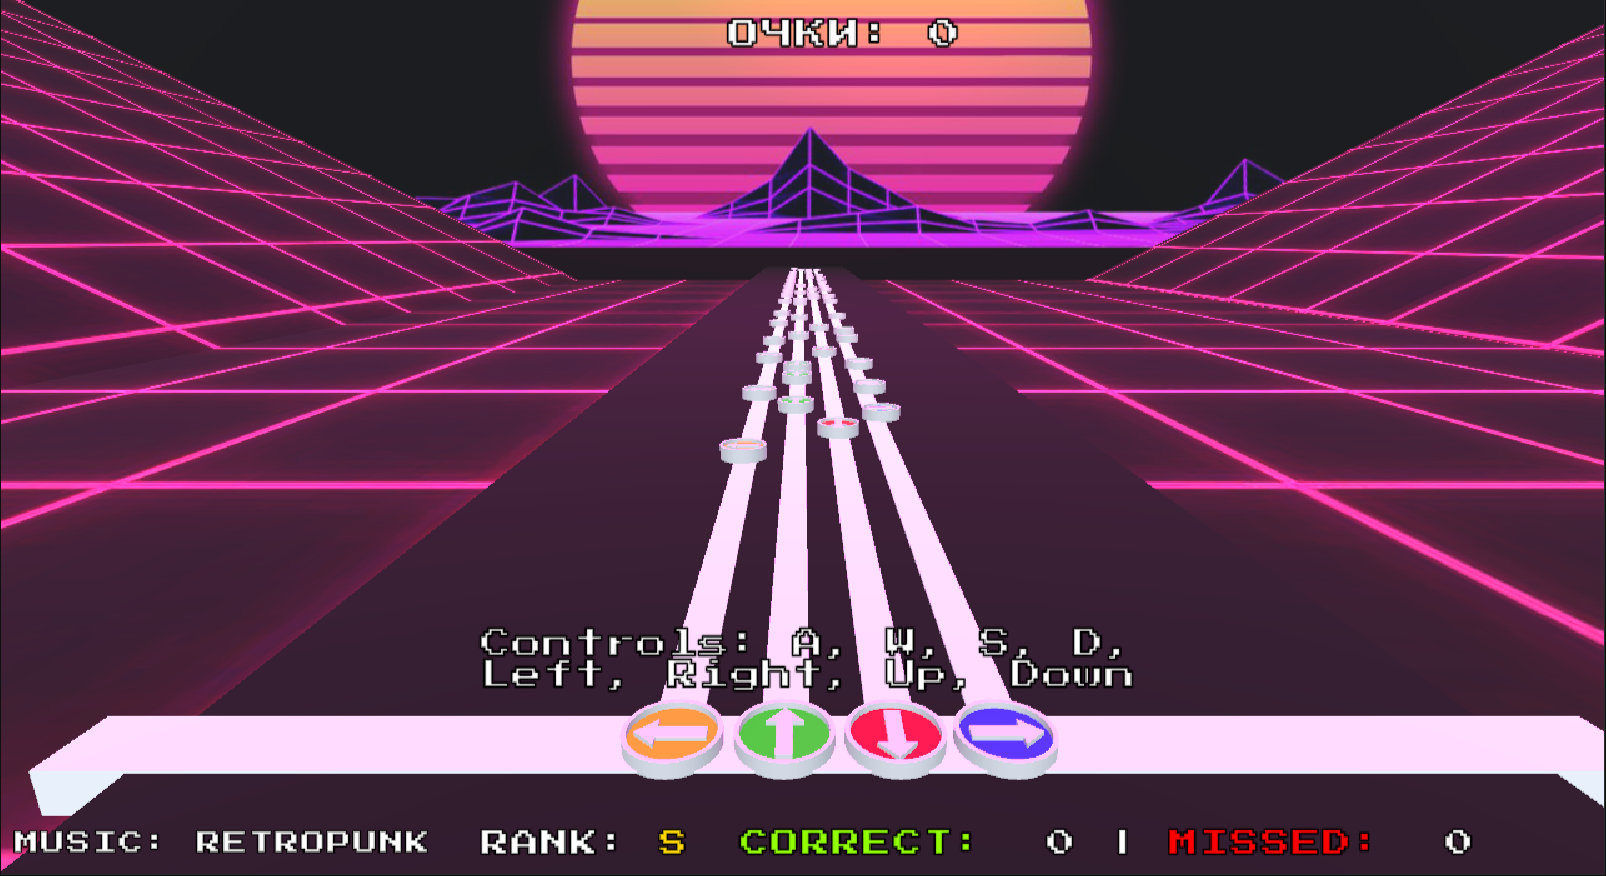 ОЧКИ: 0
Controls: A, W, S, D,
Left, Right, Up, Down
MUSIC: RETROPUNK RANK: S CORRECT: 0 | MISSED: 0